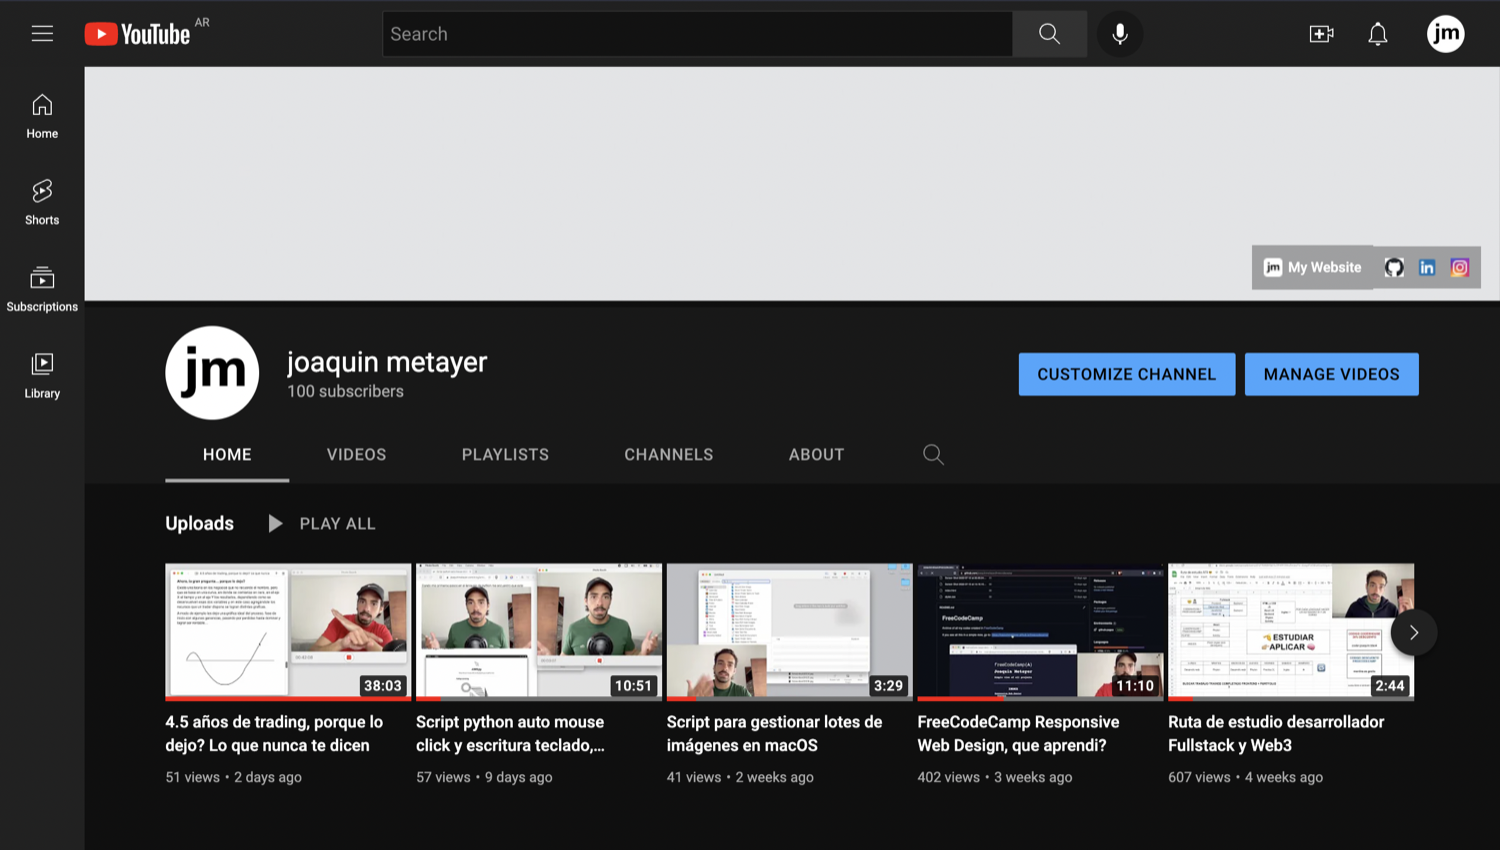 YouTube AR
Search
jm
Home
Shorts
Subscriptions
Library
jm My Website
jm
joaquin metayer
100 subscribers
CUSTOMIZE CHANNEL
MANAGE VIDEOS
HOME
VIDEOS
PLAYLISTS
CHANNELS
ABOUT
Uploads
PLAY ALL
38:03
10:51
3:29
FreeCodeCamp
11:10
ESTUDIAR
APLICAR
2:44
4.5 años de trading, porque lo
dejo? Lo que nunca te dicen
51 views • 2 days ago
Script python auto mouse
click y escritura teclado,...
57 views • 9 days ago
Script para gestionar lotes de
imágenes en macOS
41 views • 2 weeks ago
FreeCodeCamp Responsive
Web Design, que aprendi?
402 views • 3 weeks ago
Ruta de estudio desarrollador
Fullstack y Web3
607 views • 4 weeks ago